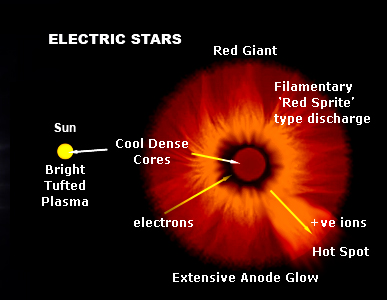 ELECTRIC STARS
Red Giant
Filamentary
'Red Sprite'
type discharge
Sun
Cool Dense
Cores
Bright
Tufted
Plasma
electrons
+ve ions
Hot Spot
Extensive Anode Glow